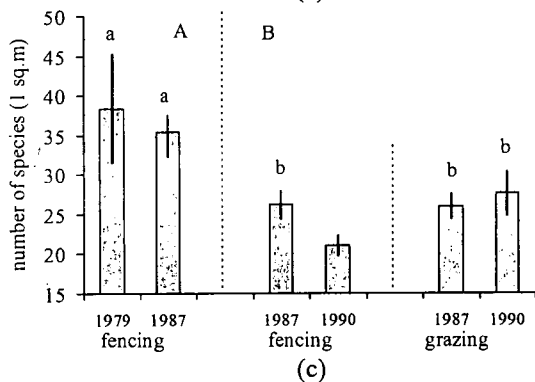 50
45
40
35
30
25
20
15
number of species (1 sq.m)
a
A
a
B
b
b
b
1979 1987
fencing
1987 1990
fencing
1987 1990
grazing
(c)